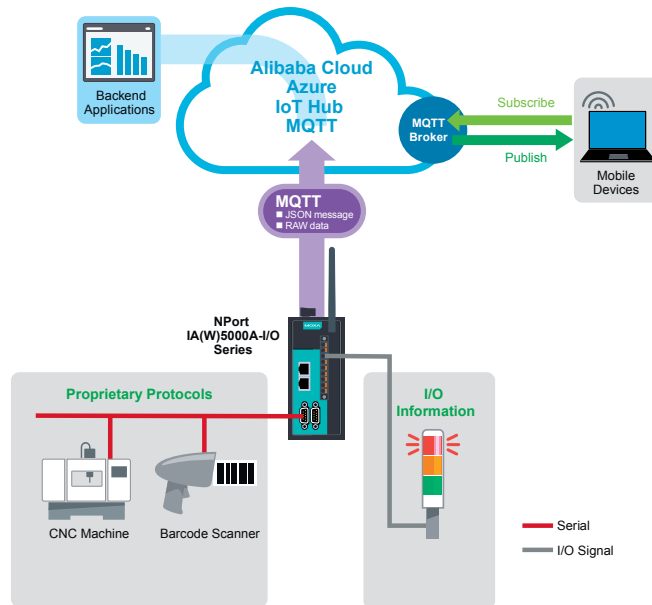 Backend
Applications
Alibaba Cloud
Azure
IoT Hub
MQTT
MQTT
Broker
Subscribe
Publish
Mobile
Devices
MQTT
JSON message
RAW data
NPort
IA(W)5000A-I/O
Series
MOXA
Proprietary Protocols
CNC Machine
Barcode Scanner
I/O
Information
Serial
I/O Signal